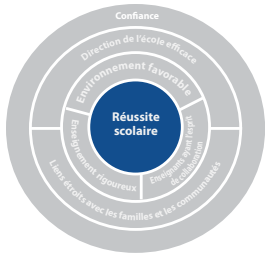 Confiance
Direction de l'école efficace
Environnement favorable
Réussite
scolaire
Enseignement rigoureux
Enseignants ayant l'esprit
de collaboration
Liens étroits avec les familles et les communautés